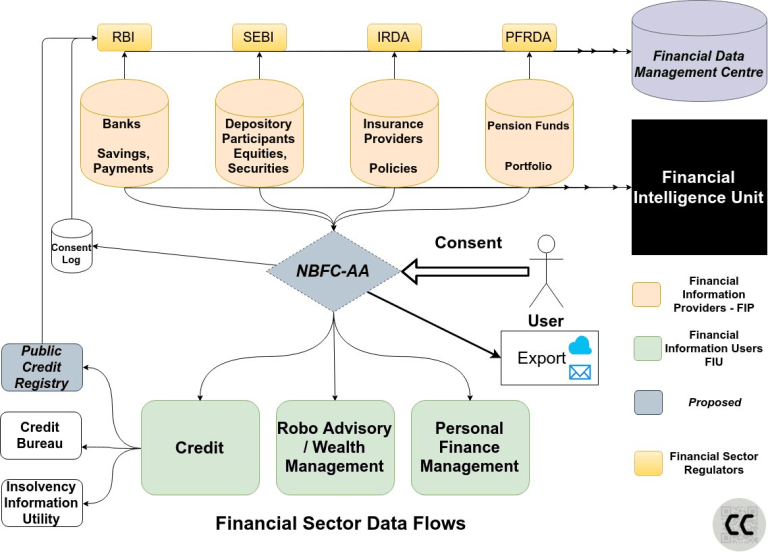 RBI
SEBI
IRDA
PFRDA
Financial Data
Management Centre
Banks
Savings,
Payments
Depository
Participants
Equities,
Securities
Insurance
Providers
Policies
Pension Funds
Portfolio
Financial
Intelligence Unit
Consent
Log
NBFC-AA
Consent
User
Export
Financial
Information
Providers - FIP
Financial
Information Users
FIU
Proposed
Financial Sector
Regulators
Public
Credit
Registry
Credit
Bureau
Insolvency
Information
Utility
Credit
Robo Advisory
/ Wealth
Management
Personal
Finance
Management
Financial Sector Data Flows
CC